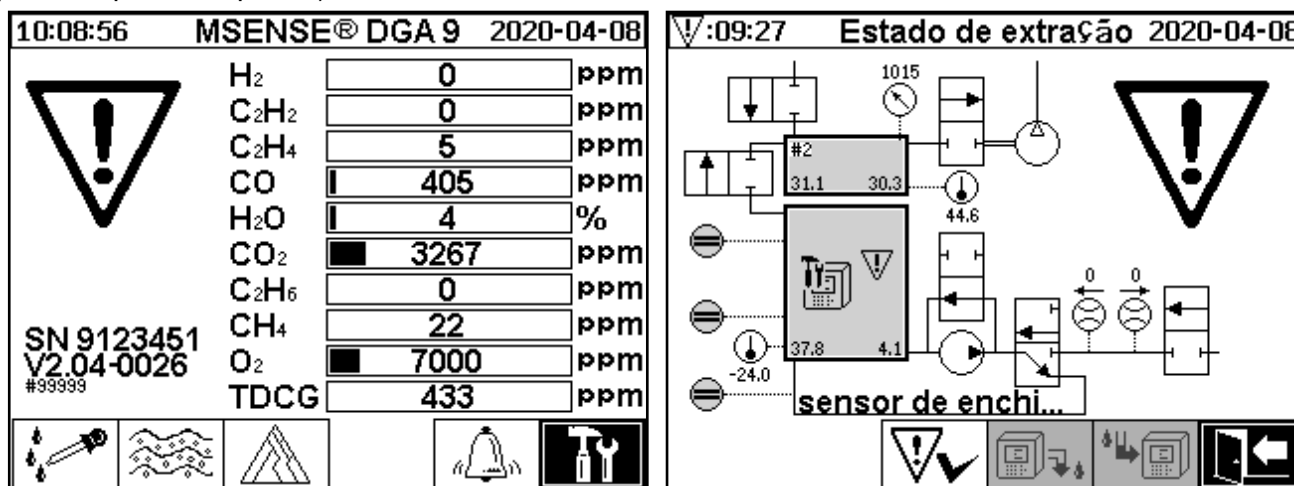 10:08:56 MSENSE® DGA 9 2020-04-08
H2 0 ppm
C2H2 0 ppm
C2H4 5 ppm
CO 405 ppm
H2O 4 %
CO2 3267 ppm
C2H6 0 ppm
CH4 22 ppm
O2 7000 ppm
TDCG 433 ppm
SN 9123451
V2.04-0026
#99999
:09:27 Estado de extração 2020-04-08
1015
#2
31.1 30.3
44.6
0 0
37.8 4.1
-24.0
sensor de enchi...